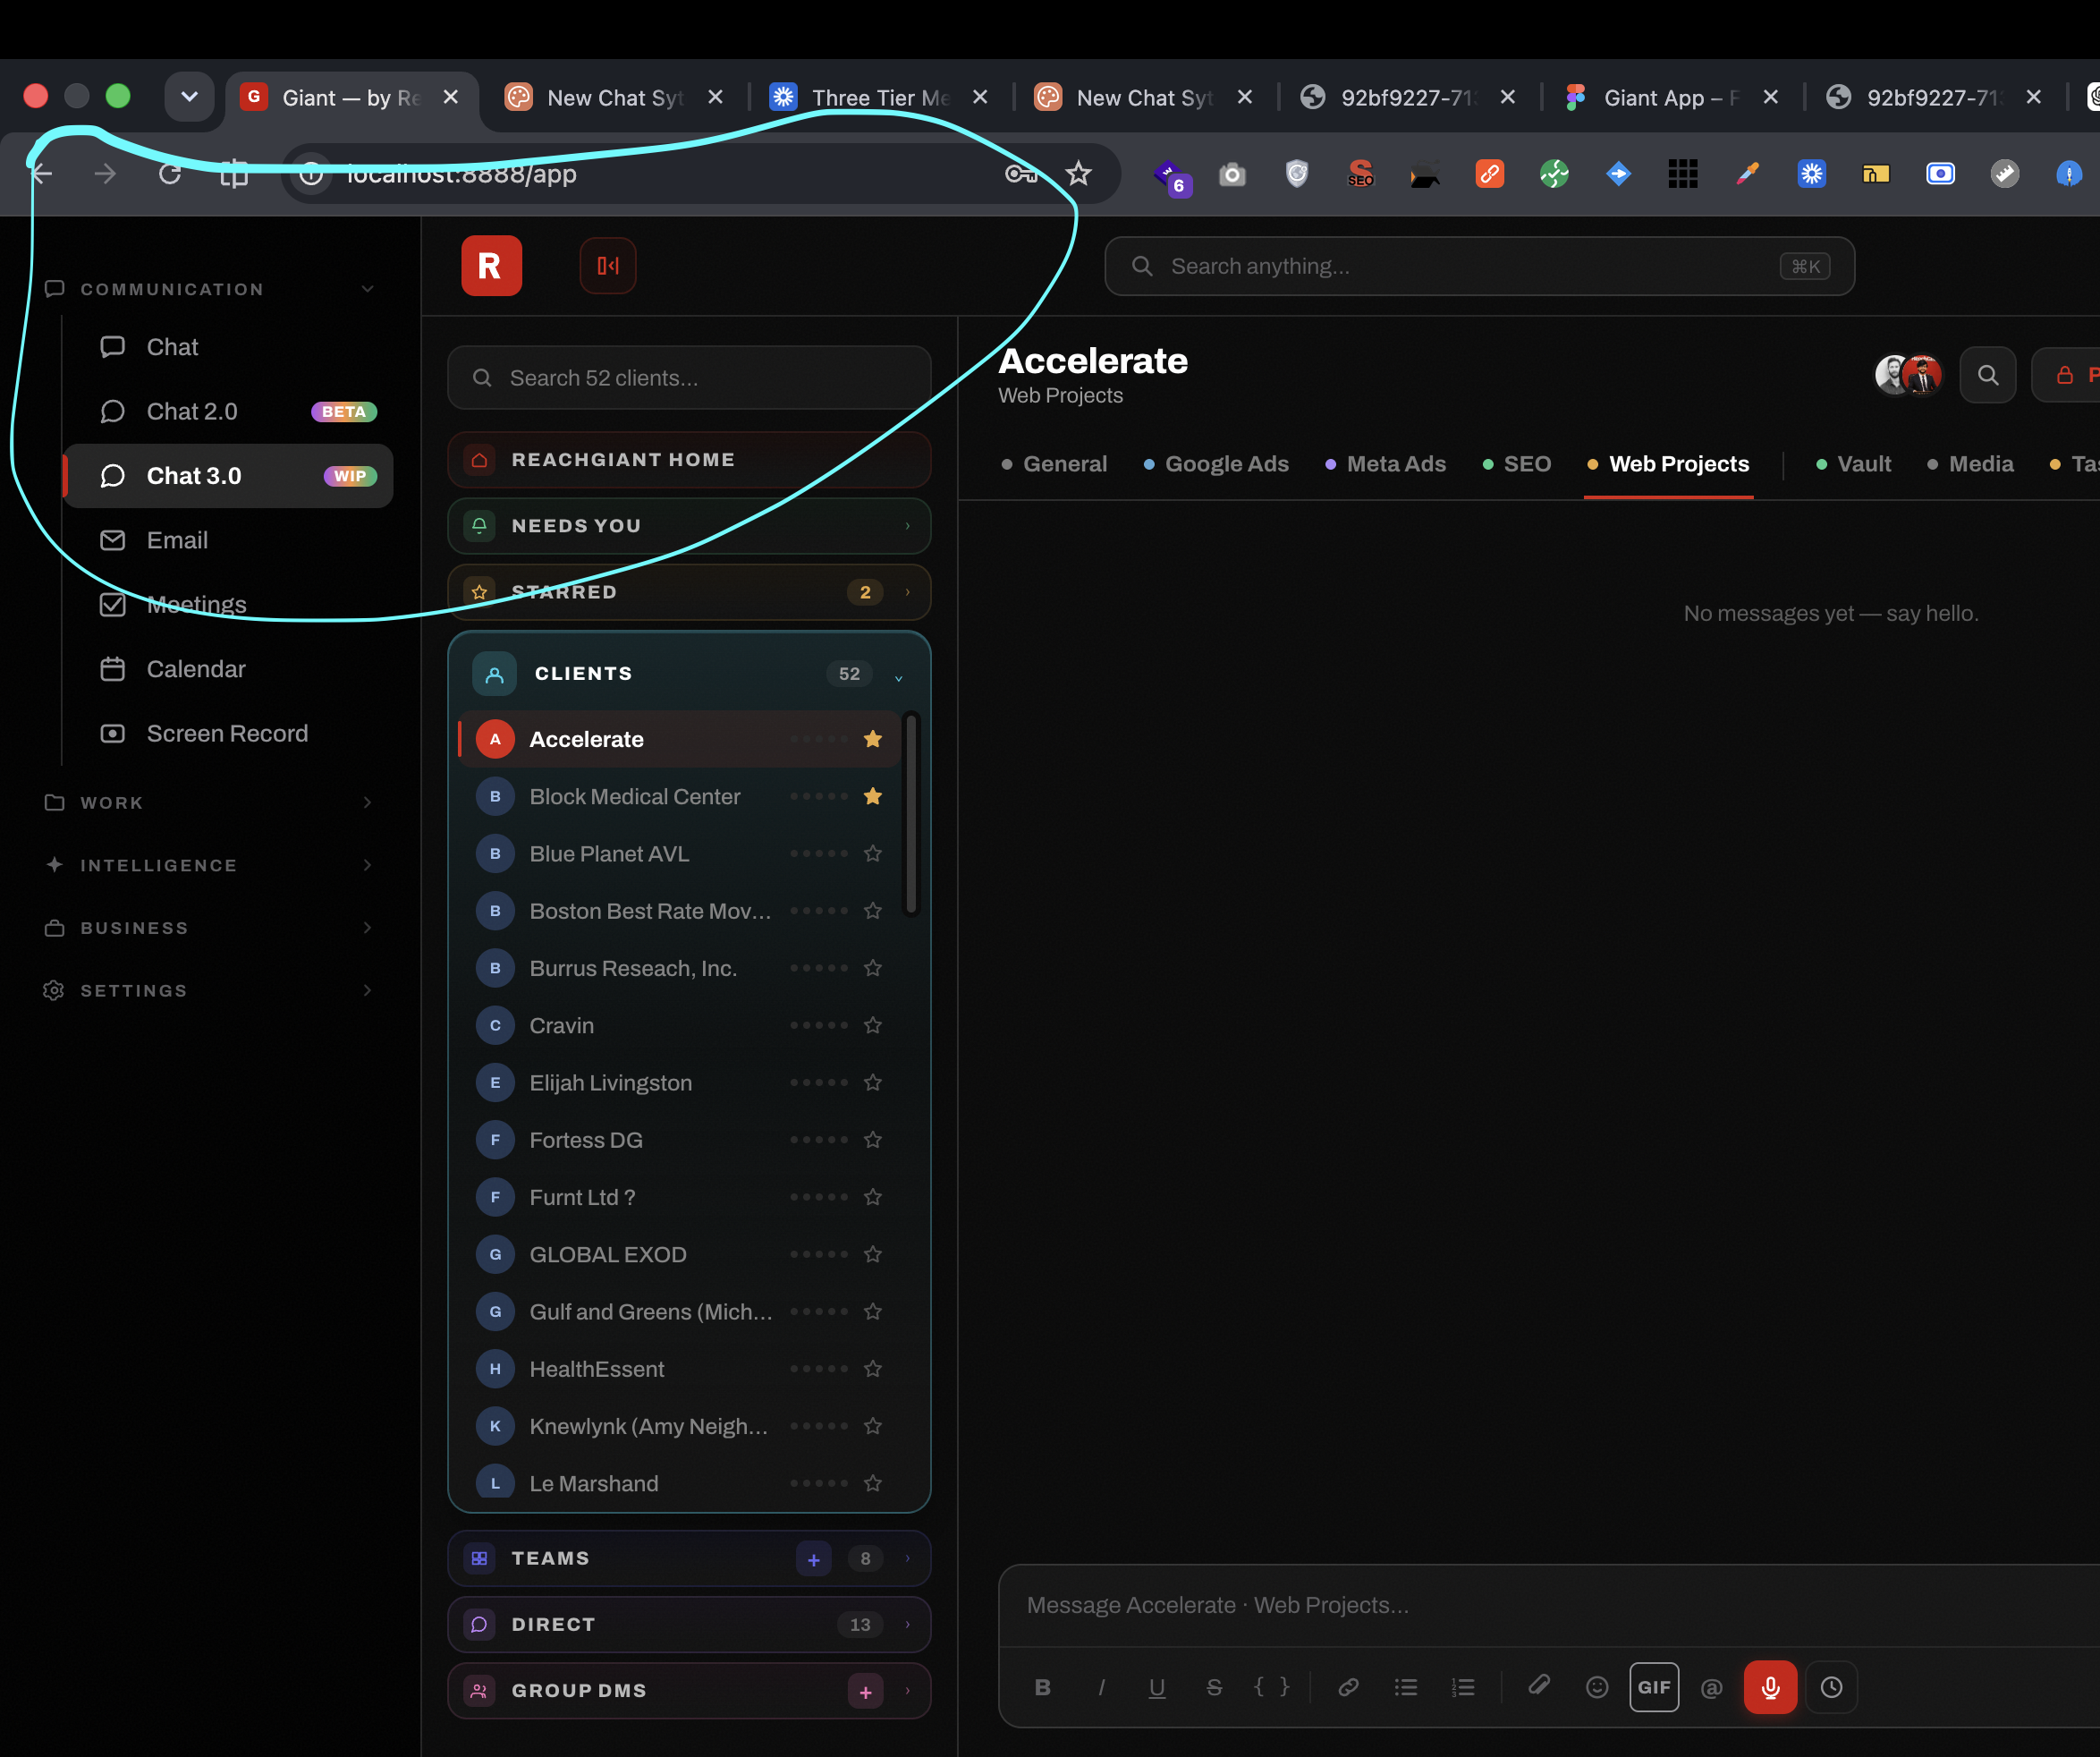 G Giant — by Re
New Chat Syt
Three Tier Me
New Chat Syt
92bf9227-71
Giant App – F
92bf9227-71
localhost:8888/app
6
SEO
R
Search anything...
⌘K
COMMUNICATION
Chat
Chat 2.0 BETA
Chat 3.0 WIP
Email
Meetings
Calendar
Screen Record
WORK
INTELLIGENCE
BUSINESS
SETTINGS
Search 52 clients...
REACHGIANT HOME
NEEDS YOU
STARRED 2
CLIENTS 52
A Accelerate
B Block Medical Center
B Blue Planet AVL
B Boston Best Rate Mov...
B Burrus Reseach, Inc.
C Cravin
E Elijah Livingston
F Fortess DG
F Furnt Ltd ?
G GLOBAL EXOD
G Gulf and Greens (Mich...
H HealthEssent
K Knewlynk (Amy Neigh...
L Le Marshand
TEAMS + 8
DIRECT 13
GROUP DMS +
Accelerate
Web Projects
P
General Google Ads Meta Ads SEO Web Projects Vault Media Tas
No messages yet — say hello.
Message Accelerate · Web Projects...
B I U S { } GIF @